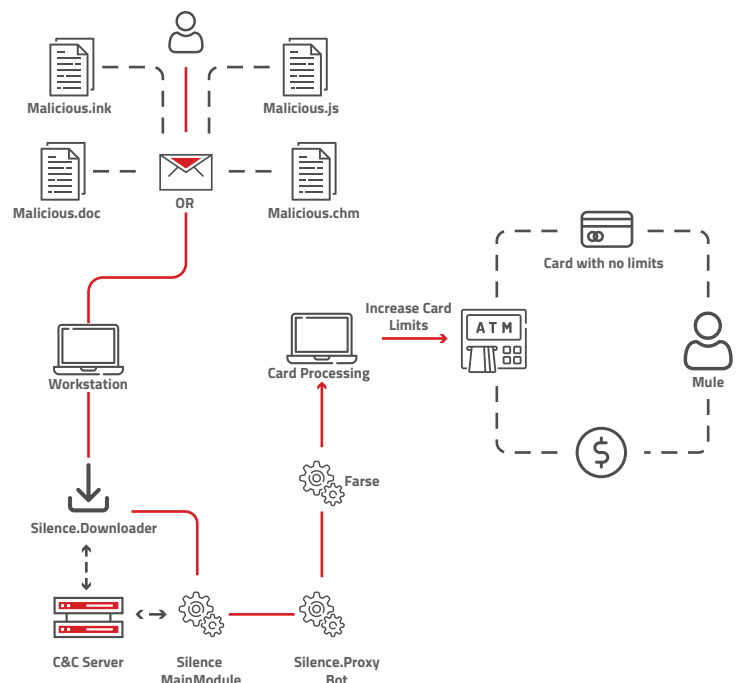 Malicious.ink
Malicious.js
Malicious.doc
OR
Malicious.chm
Card with no limits
Increase Card
Limits
ATM
Workstation
Card Processing
Mule
$
Farse
Silence.Downloader
C&C Server
Silence
MainModule
Silence.Proxy
Bot